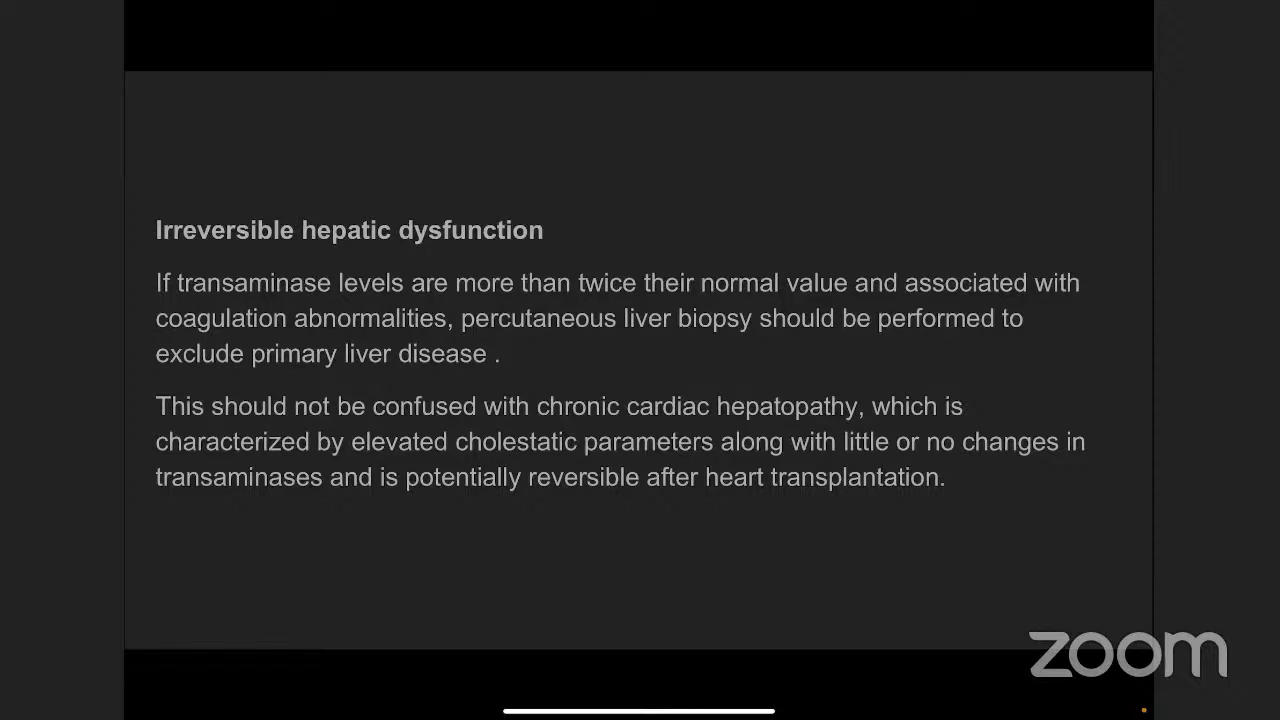 Irreversible hepatic dysfunction
If transaminase levels are more than twice their normal value and associated with
coagulation abnormalities, percutaneous liver biopsy should be performed to
exclude primary liver disease .
This should not be confused with chronic cardiac hepatopathy, which is
characterized by elevated cholestatic parameters along with little or no changes in
transaminases and is potentially reversible after heart transplantation.
zoom